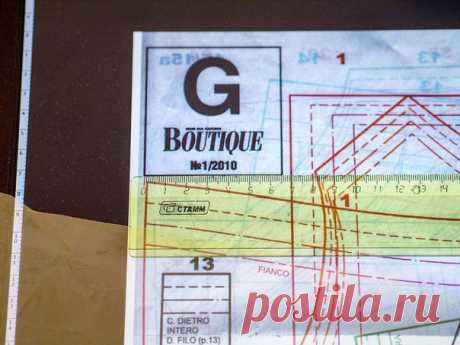 14
1
13
G
BOUTIQUE
№1/2010
0 1 2 3 4 5 6 7 8 9 10 11 12 13 14
СТАММ
1
13
FIANCO
C. DIETRO
INTERO
D. FILO (p.13)
postila.ru